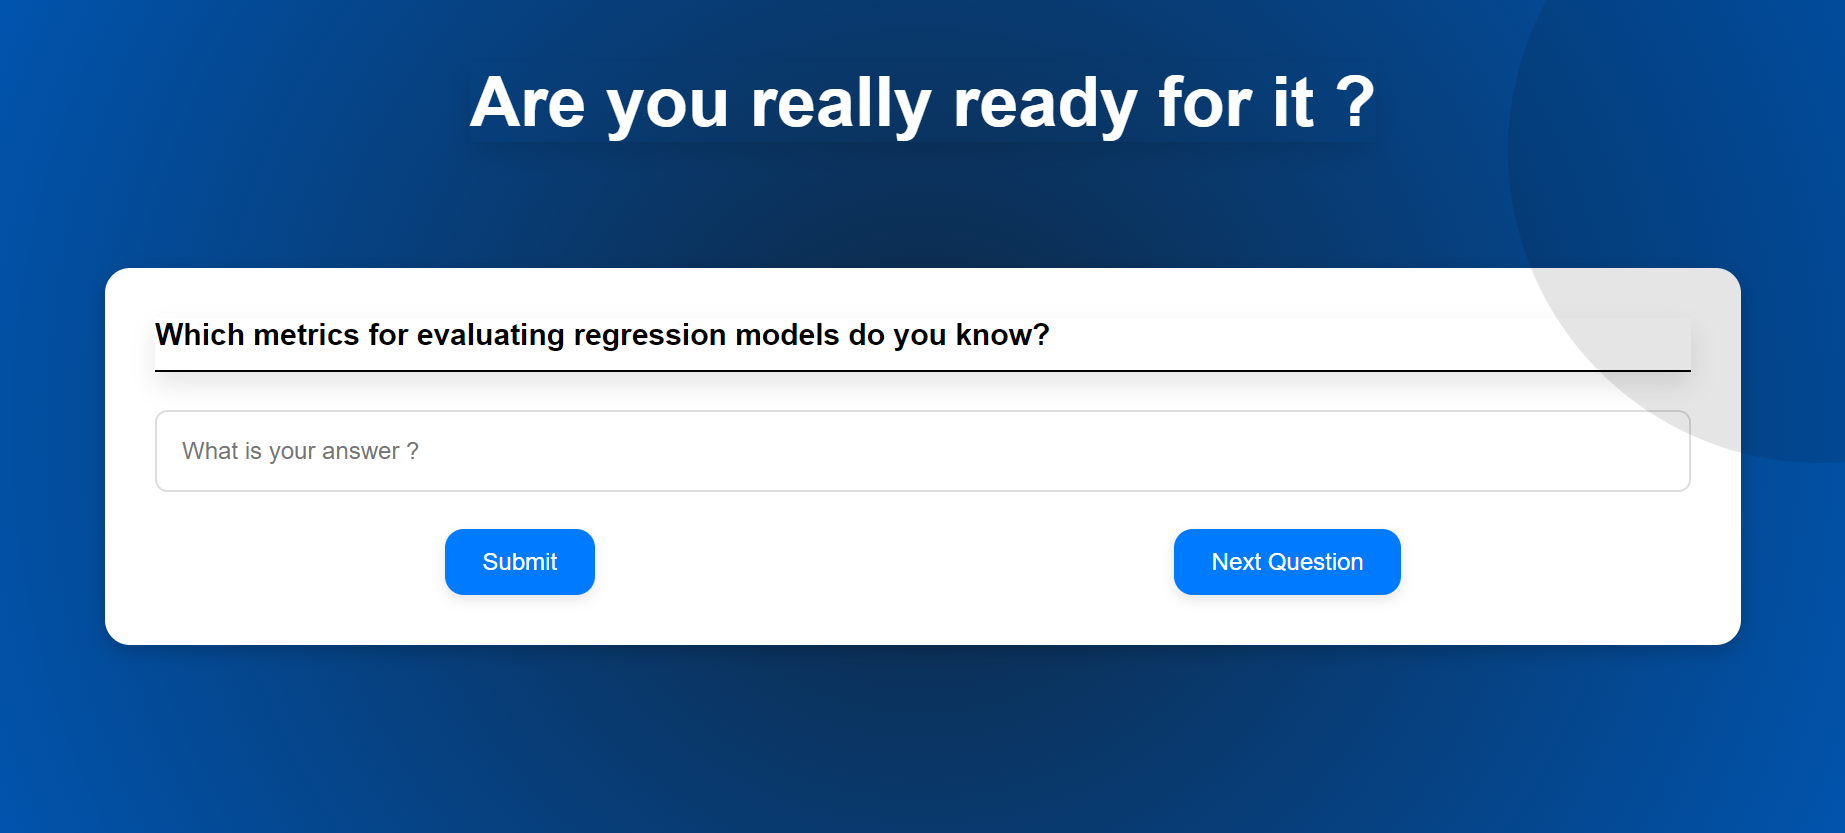 Are you really ready for it ?
Which metrics for evaluating regression models do you know?
What is your answer ?
Submit
Next Question